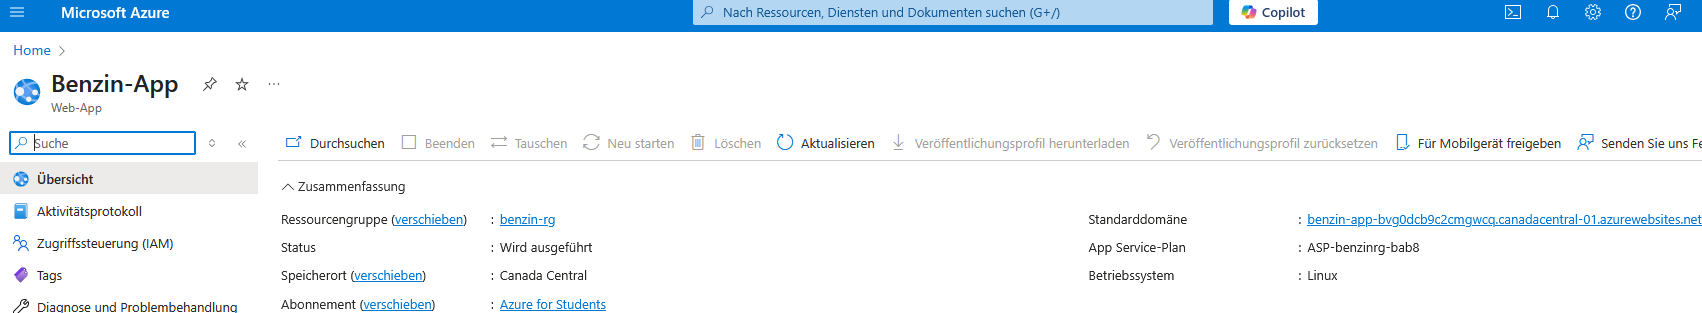 Microsoft Azure
Nach Ressourcen, Diensten und Dokumenten suchen (G+/)
Copilot
Home
Benzin-App
Web-App
Suche
Durchsuchen Beenden Tauschen Neu starten Löschen Aktualisieren Veröffentlichungsprofil herunterladen Veröffentlichungsprofil zurücksetzen Für Mobilgerät freigeben Senden Sie uns Fe
Übersicht
Aktivitätsprotokoll
Zugriffssteuerung (IAM)
Tags
Diagnose und Problembehandlung
Zusammenfassung
Ressourcengruppe (verschieben) : benzin-rg
Status : Wird ausgeführt
Speicherort (verschieben) : Canada Central
Abonnement (verschieben) : Azure for Students
Standarddomäne : benzin-app-bvg0dcb9c2cmgwcq.canadacentral-01.azurewebsites.net
App Service-Plan : ASP-benzinrg-bab8
Betriebssystem : Linux